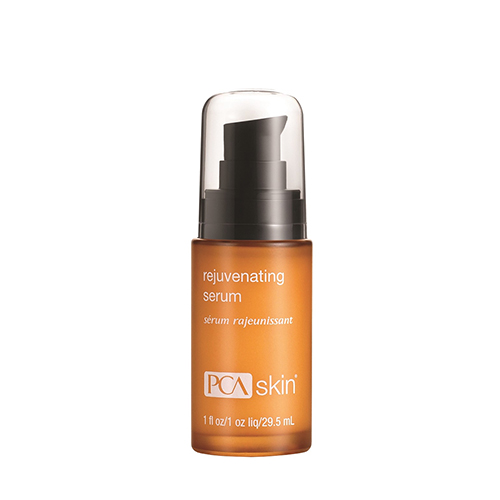 rejuvenating
serum
sérum rajeunissant
PCA skin®
1 fl oz/1 oz liq/29.5 mL